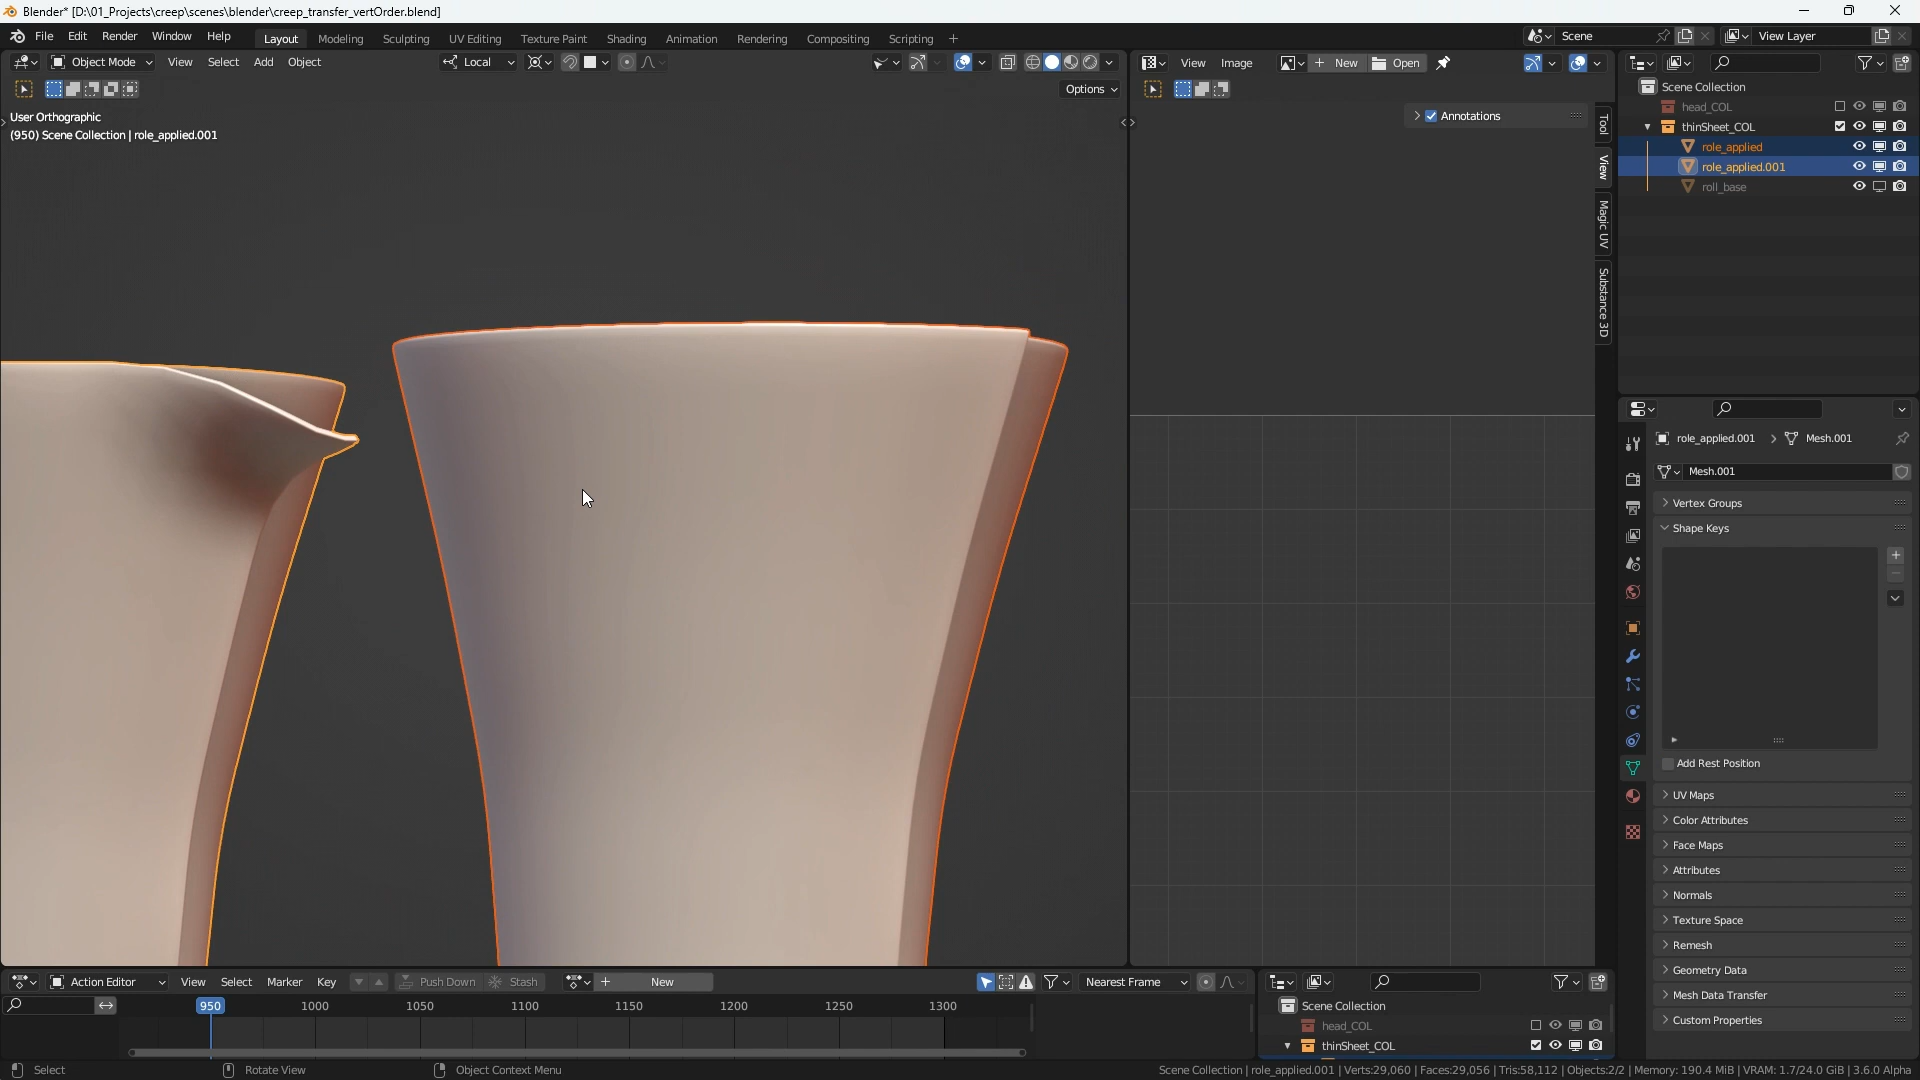 Blender* [D:\01_Projects\creep\scenes\blender\creep_transfer_vertOrder.blend]
File Edit Render Window Help Layout Modeling Sculpting UV Editing Texture Paint Shading Animation Rendering Compositing Scripting + Scene View Layer
Object Mode View Select Add Object Local View Image + New Open
Options
User Orthographic
(950) Scene Collection | role_applied.001
Annotations
Tool
View
Magic UV
Substance 3D
Scene Collection
head_COL
thinSheet_COL
role_applied
role_applied.001
roll_base
role_applied.001 > Mesh.001
Mesh.001
Vertex Groups
Shape Keys
Add Rest Position
UV Maps
Color Attributes
Face Maps
Attributes
Normals
Texture Space
Remesh
Geometry Data
Mesh Data Transfer
Custom Properties
Action Editor View Select Marker Key Push Down Stash + New Nearest Frame
950 1000 1050 1100 1150 1200 1250 1300
Scene Collection
head_COL
thinSheet_COL
Select Rotate View Object Context Menu Scene Collection | role_applied.001 | Verts:29,060 | Faces:29,056 | Tris:58,112 | Objects:2/2 | Memory: 190.4 MiB | VRAM: 1.7/24.0 GiB | 3.6.0 Alpha